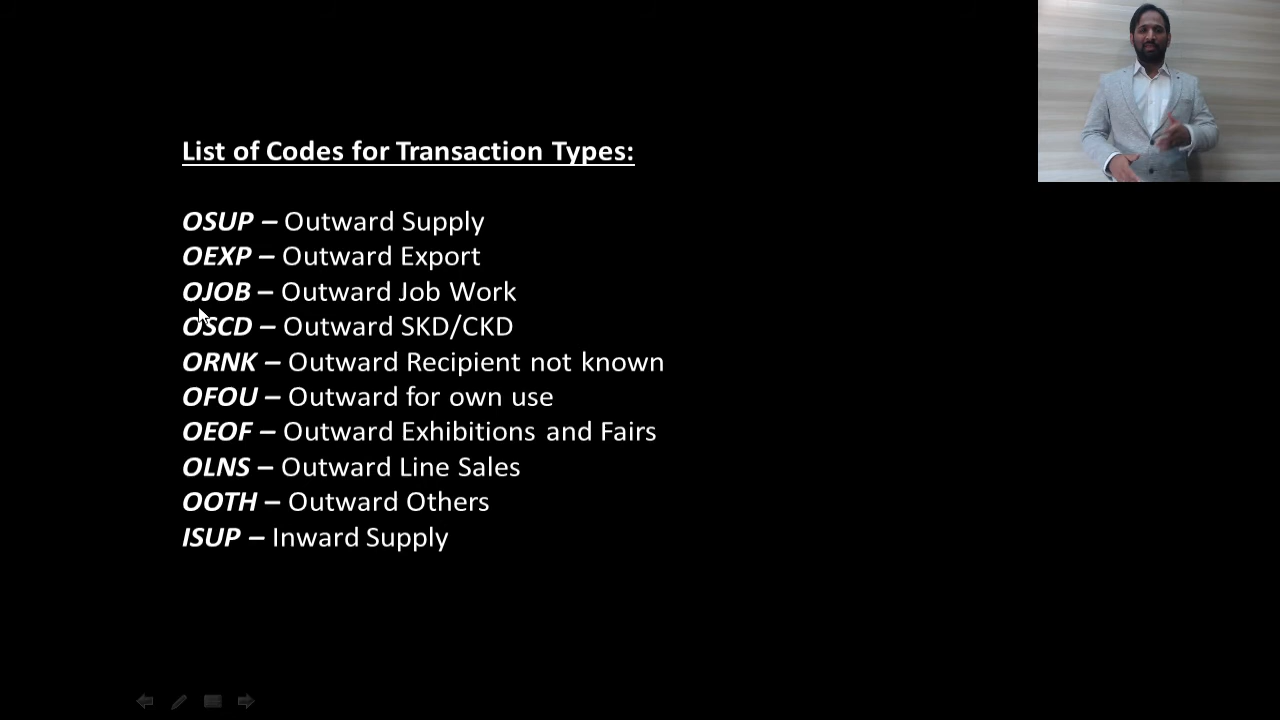 List of Codes for Transaction Types:
OSUP – Outward Supply
OEXP – Outward Export
OJOB – Outward Job Work
OSCD – Outward SKD/CKD
ORNK – Outward Recipient not known
OFOU – Outward for own use
OEOF – Outward Exhibitions and Fairs
OLNS – Outward Line Sales
OOTH – Outward Others
ISUP – Inward Supply